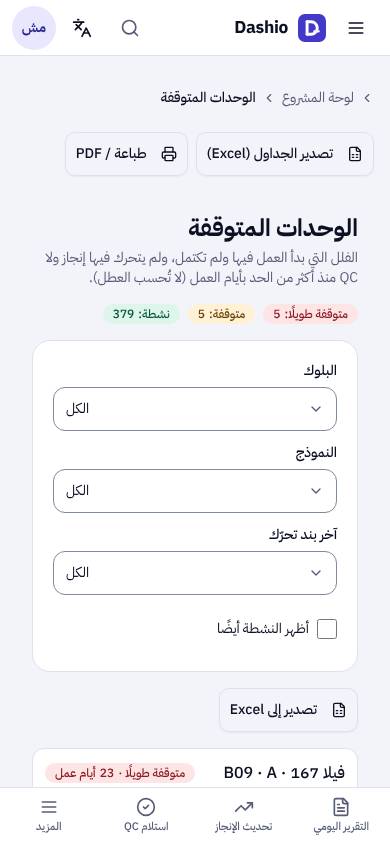 Dashio
مش
لوحة المشروع
الوحدات المتوقفة
تصدير الجداول (Excel)
طباعة / PDF
الوحدات المتوقفة
الفلل التي بدأ العمل فيها ولم تكتمل، ولم يتحرك فيها إنجاز ولا
QC منذ أكثر من الحد بأيام العمل (لا تُحسب العطل).
متوقفة طويلًا: 5
متوقفة: 5
نشطة: 379
البلوك
الكل
النموذج
الكل
آخر بند تحرّك
الكل
أظهر النشطة أيضًا
تصدير إلى Excel
فيلا 167 · B09 · A
متوقفة طويلًا · 23 أيام عمل
التقرير اليومي
تحديث الإنجاز
استلام QC
المزيد